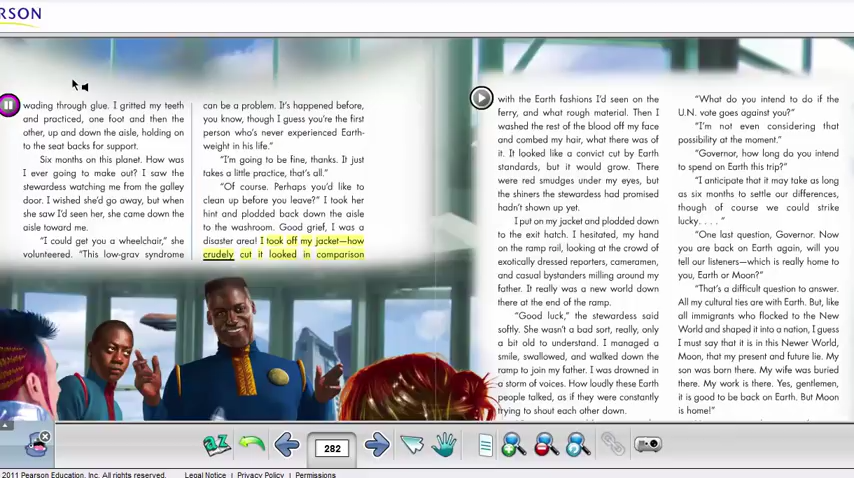 RSON
wading through glue. I gritted my teeth
and practiced, one foot and then the
other, up and down the aisle, holding on
to the seat backs for support.
Six months on this planet. How was
I ever going to make out? I saw the
stewardess watching me from the galley
door. I wished she'd go away, but when
she saw I'd seen her, she came down the
aisle toward me.
"I could get you a wheelchair," she
volunteered. "This low-grav syndrome
can be a problem. It's happened before,
you know, though I guess you're the first
person who's never experienced Earth-
weight in his life."
"I'm going to be fine, thanks. It just
takes a little practice, that's all."
"Of course. Perhaps you'd like to
clean up before you leave?" I took her
hint and plodded back down the aisle
to the washroom. Good grief, I was a
disaster area! I took off my jacket—how
crudely cut it looked in comparison
with the Earth fashions I'd seen on the
ferry, and what rough material. Then I
washed the rest of the blood off my face
and combed my hair, what there was of
it. It looked like a convict cut by Earth
standards, but it would grow. There
were red smudges under my eyes, but
the shiners the stewardess had promised
hadn't shown up yet.
I put on my jacket and plodded down
to the exit hatch. I hesitated, my hand
on the ramp rail, looking at the crowd of
exotically dressed reporters, cameramen,
and casual bystanders milling around my
father. It really was a new world down
there at the end of the ramp.
"Good luck," the stewardess said
softly. She wasn't a bad sort, really, only
a bit old to understand. I managed a
smile, swallowed, and walked down the
ramp to join my father. I was drowned in
a storm of voices. How loudly these Earth
people talked, as if they were constantly
trying to shout each other down.
"What do you intend to do if the
U.N. vote goes against you?"
"I'm not even considering that
possibility at the moment."
"Governor, how long do you intend
to spend on Earth this trip?"
"I anticipate that it may take as long
as six months to settle our differences,
though of course we could strike
lucky. . . . "
"One last question, Governor. Now
you are back on Earth again, will you
tell our listeners—which is really home to
you, Earth or Moon?"
"That's a difficult question to answer.
All my cultural ties are with Earth. But, like
all immigrants who flocked to the New
World and shaped it into a nation, I guess
I must say that it is in this Newer World,
Moon, that my present and future lie. My
son was born there. My wife was buried
there. My work is there. Yes, gentlemen,
it is good to be back on Earth. But Moon
is home!"
az
282
2011 Pearson Education, Inc. All rights reserved. Legal Notice | Privacy Policy | Permissions